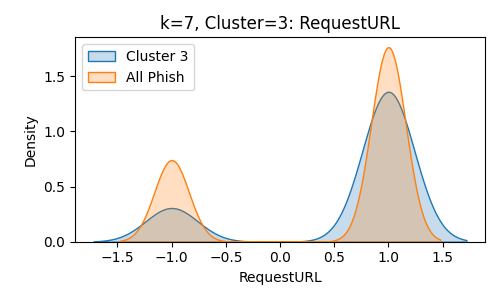 k=7, Cluster=3: RequestURL
Cluster 3
All Phish
Density
1.5
1.0
0.5
0.0
−1.5 −1.0 −0.5 0.0 0.5 1.0 1.5
RequestURL